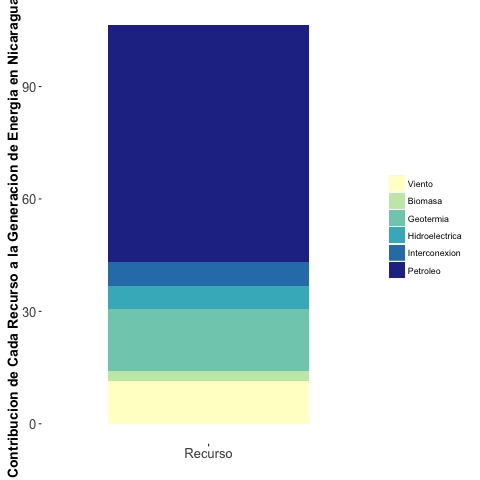 Contribucion de Cada Recurso a la Generacion de Energia en Nicaragua
90
60
30
0
Recurso
Viento
Biomasa
Geotermia
Hidroelectrica
Interconexion
Petroleo